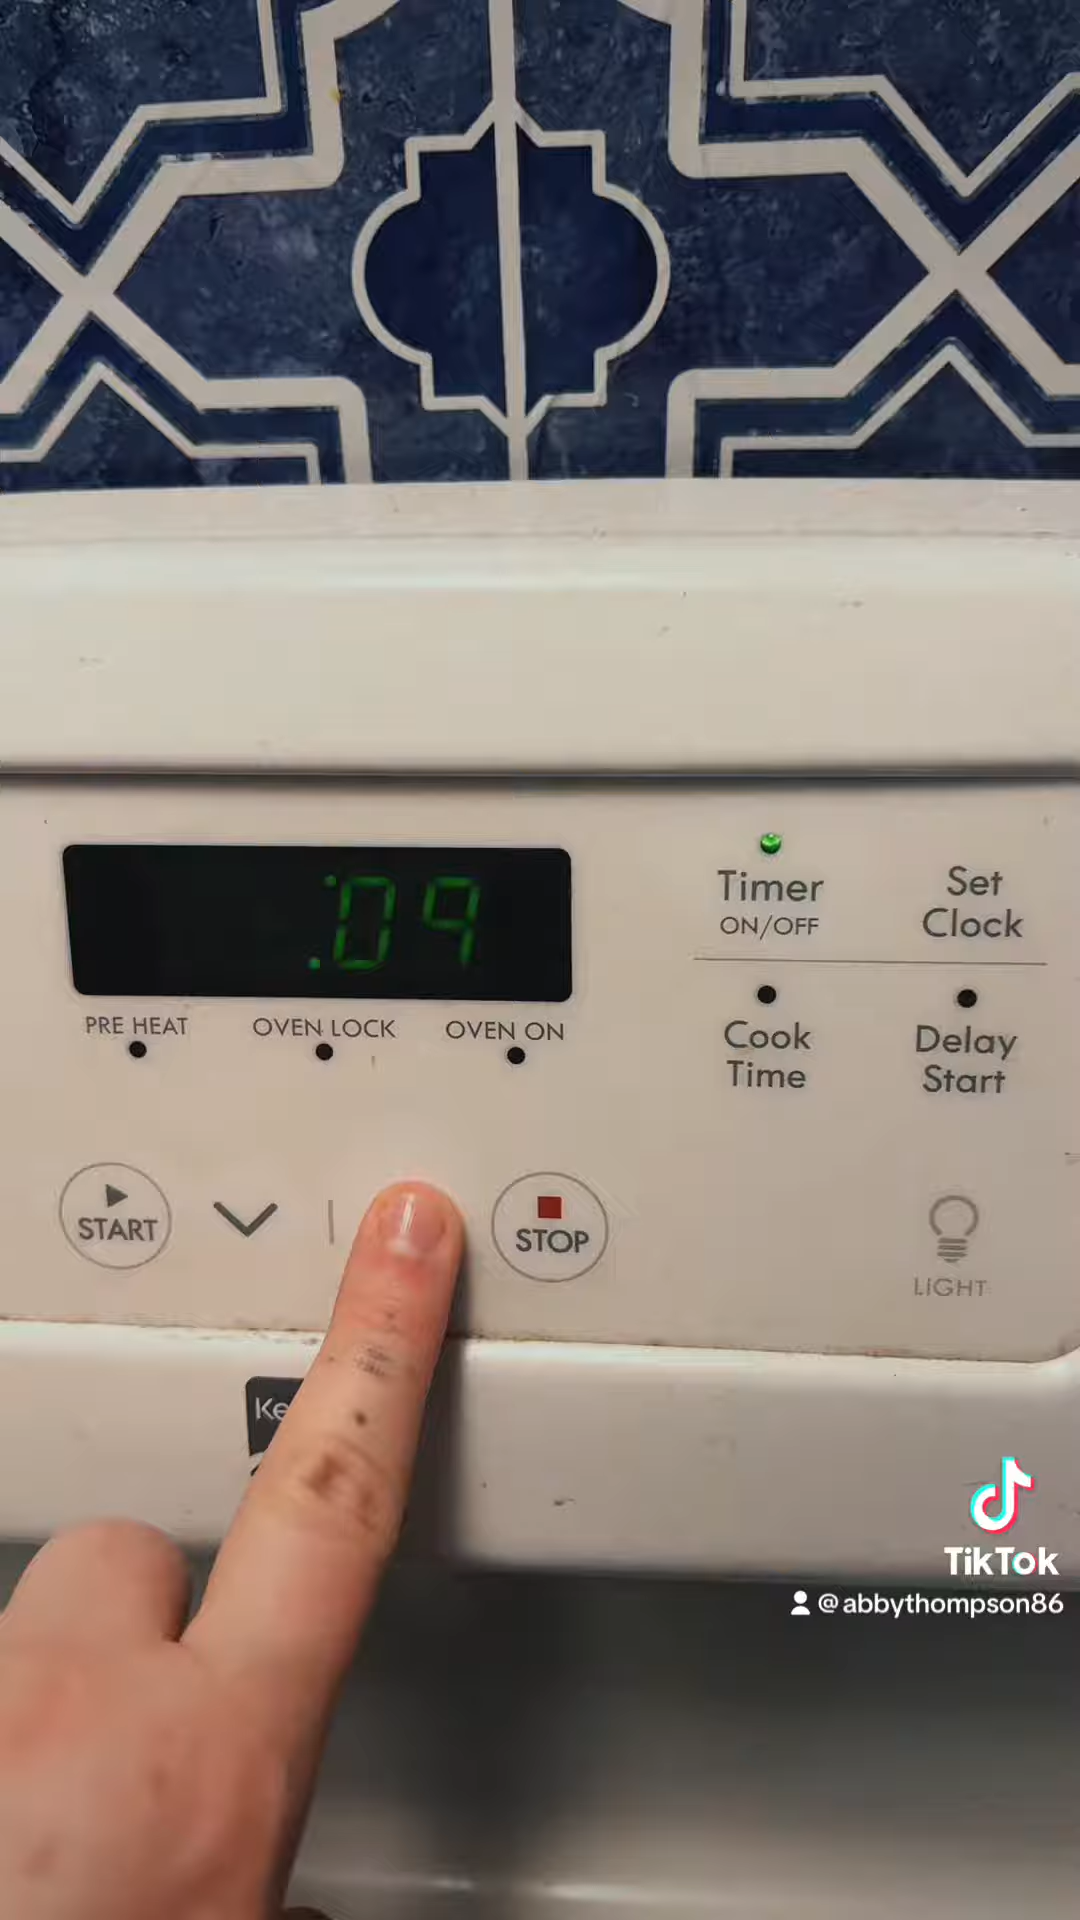 :09
Timer
ON/OFF
Set
Clock
PRE HEAT
OVEN LOCK
OVEN ON
Cook
Time
Delay
Start
START
STOP
LIGHT
Ke
TikTok
@abbythompson86